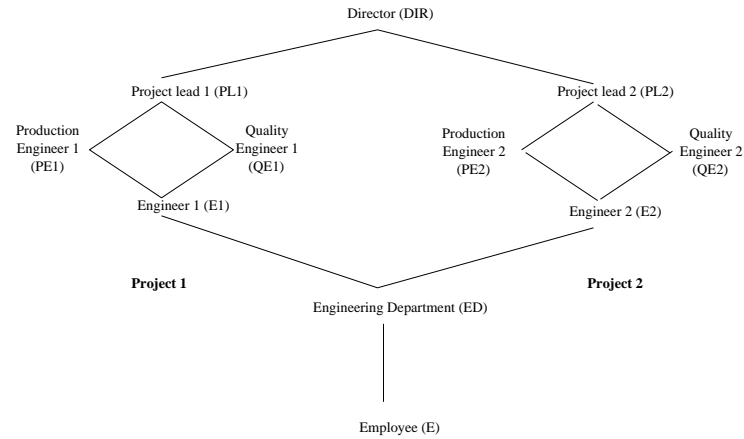 Director (DIR)
Project lead 1 (PL1)
Project lead 2 (PL2)
Production
Engineer 1
(PE1)
Quality
Engineer 1
(QE1)
Production
Engineer 2
(PE2)
Quality
Engineer 2
(QE2)
Engineer 1 (E1)
Engineer 2 (E2)
Project 1
Project 2
Engineering Department (ED)
Employee (E)